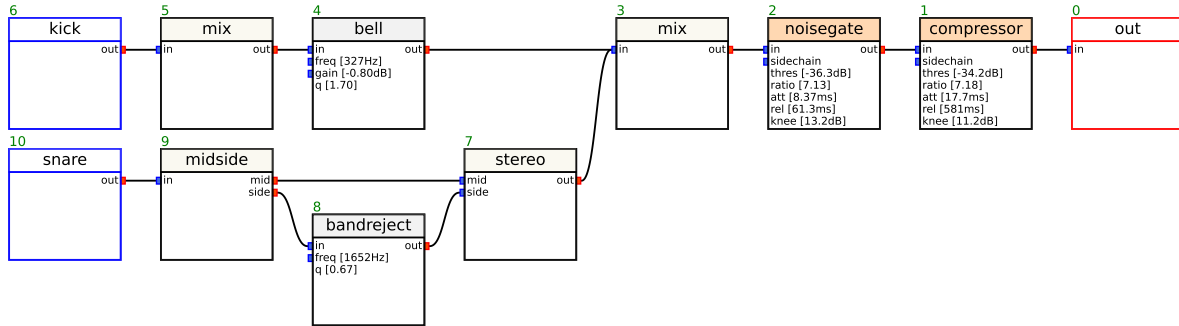 6
kick
out
5
mix
in
out
4
bell
in
out
freq [327Hz]
gain [-0.80dB]
q [1.70]
3
mix
in
out
2
noisegate
in
out
sidechain
thres [-36.3dB]
ratio [7.13]
att [8.37ms]
rel [61.3ms]
knee [13.2dB]
1
compressor
in
out
sidechain
thres [-34.2dB]
ratio [7.18]
att [17.7ms]
rel [581ms]
knee [11.2dB]
0
out
in
10
snare
out
9
midside
in
mid
side
8
bandreject
in
out
freq [1652Hz]
q [0.67]
7
stereo
mid
out
side